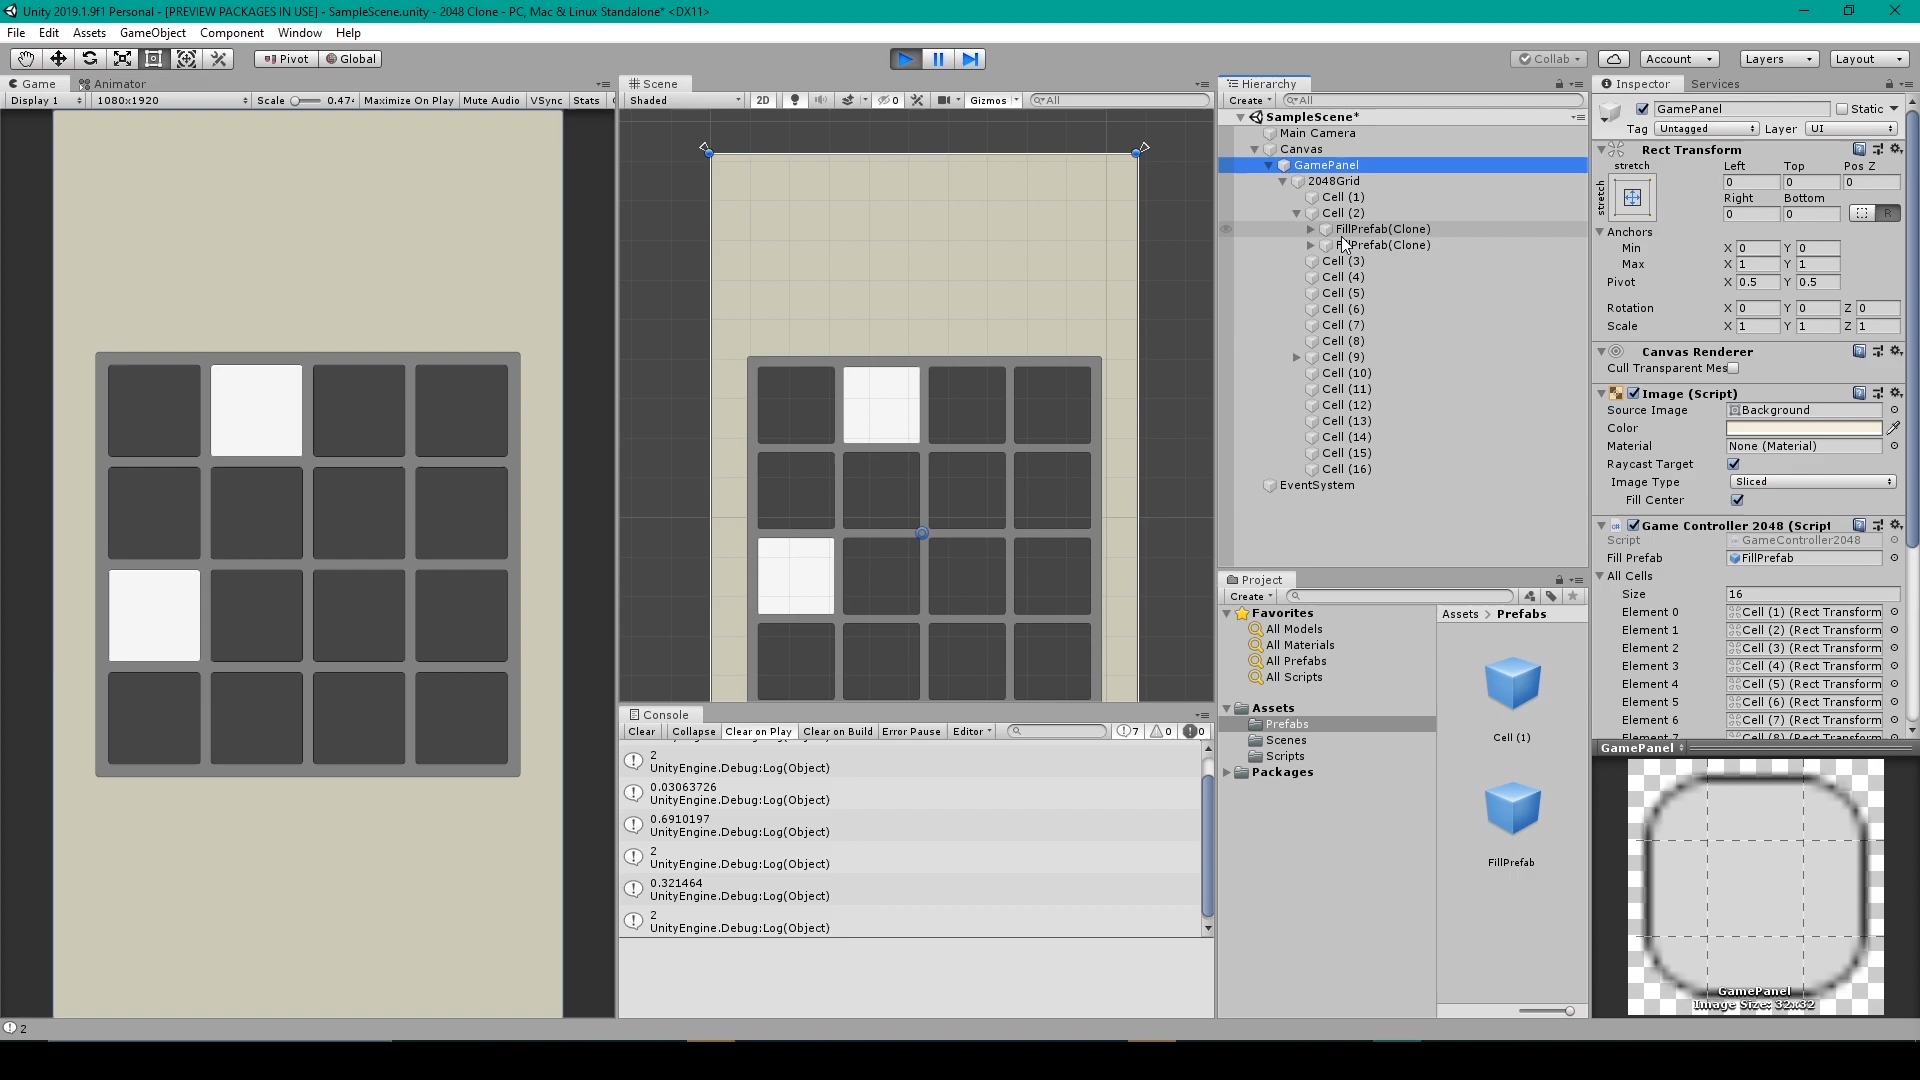 Unity 2019.1.9f1 Personal - [PREVIEW PACKAGES IN USE] - SampleScene.unity - 2048 Clone - PC, Mac & Linux Standalone* <DX11>
File Edit Assets GameObject Component Window Help
Pivot Global Collab Account Layers Layout
Game Animator
Display 1 1080x1920 Scale 0.47 Maximize On Play Mute Audio VSync Stats
Scene
Shaded 2D 0 Gizmos All
Console
Clear Collapse Clear on Play Clear on Build Error Pause Editor 7 0 0
2
UnityEngine.Debug:Log(Object)
0.03063726
UnityEngine.Debug:Log(Object)
0.6910197
UnityEngine.Debug:Log(Object)
2
UnityEngine.Debug:Log(Object)
0.321464
UnityEngine.Debug:Log(Object)
2
UnityEngine.Debug:Log(Object)
Hierarchy
Create All
SampleScene*
Main Camera
Canvas
GamePanel
2048Grid
Cell (1)
Cell (2)
FillPrefab(Clone)
Prefab(Clone)
Cell (3)
Cell (4)
Cell (5)
Cell (6)
Cell (7)
Cell (8)
Cell (9)
Cell (10)
Cell (11)
Cell (12)
Cell (13)
Cell (14)
Cell (15)
Cell (16)
EventSystem
Project
Create
Favorites
All Models
All Materials
All Prefabs
All Scripts
Assets
Prefabs
Scenes
Scripts
Packages
Assets > Prefabs
Cell (1)
FillPrefab
Inspector Services
GamePanel Static
Tag Untagged Layer UI
Rect Transform
stretch Left Top Pos Z
stretch 0 0 0
Right Bottom
0 0 R
Anchors
Min X 0 Y 0
Max X 1 Y 1
Pivot X 0.5 Y 0.5
Rotation X 0 Y 0 Z 0
Scale X 1 Y 1 Z 1
Canvas Renderer
Cull Transparent Mes
Image (Script)
Source Image Background
Color
Material None (Material)
Raycast Target
Image Type Sliced
Fill Center
Game Controller 2048 (Script
Script GameController2048
Fill Prefab FillPrefab
All Cells
Size 16
Element 0 Cell (1) (Rect Transform
Element 1 Cell (2) (Rect Transform
Element 2 Cell (3) (Rect Transform
Element 3 Cell (4) (Rect Transform
Element 4 Cell (5) (Rect Transform
Element 5 Cell (6) (Rect Transform
Element 6 Cell (7) (Rect Transform
Element 7 Cell (8) (Rect Transform
GamePanel
GamePanel
Image Size: 32x32
2